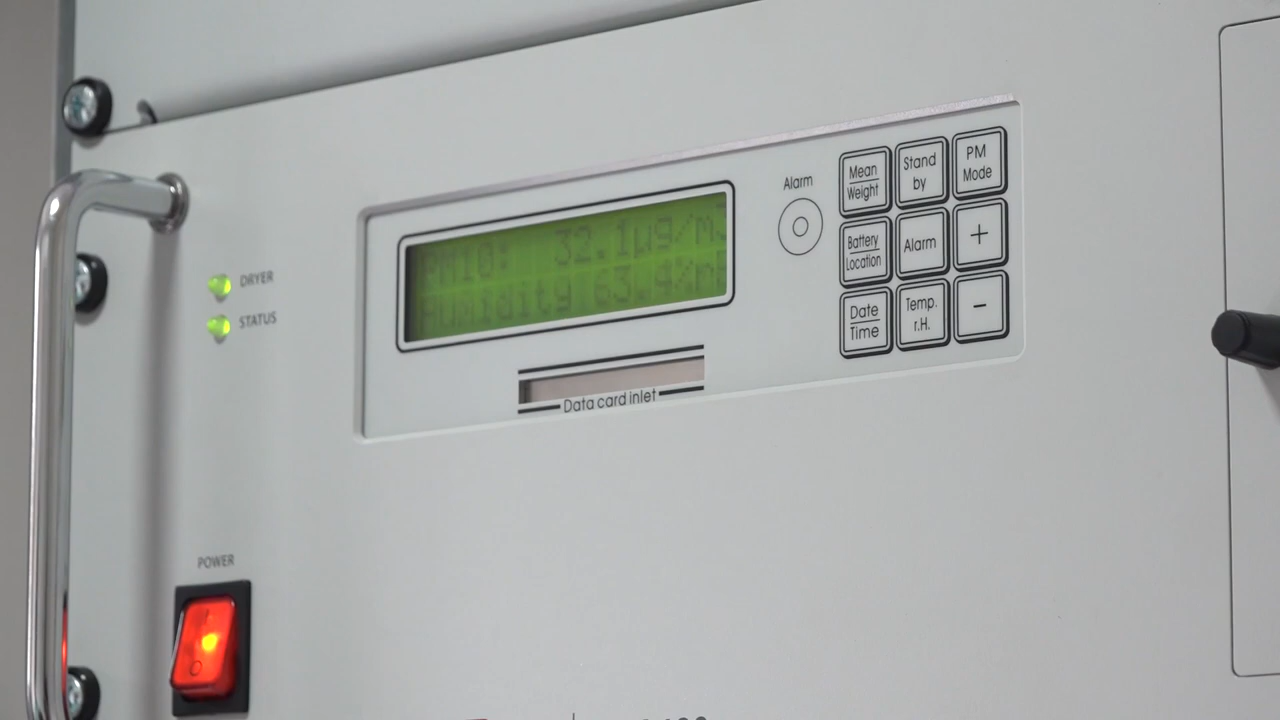 Alarm
Mean
Weight
Stand
by
PM
Mode
PM10: 32.1µg/m3
Humidity 63.4%rH
Battery
Location
Alarm
+
DRYER
STATUS
Date
Time
Temp.
r.H.
-
Data card inlet
POWER